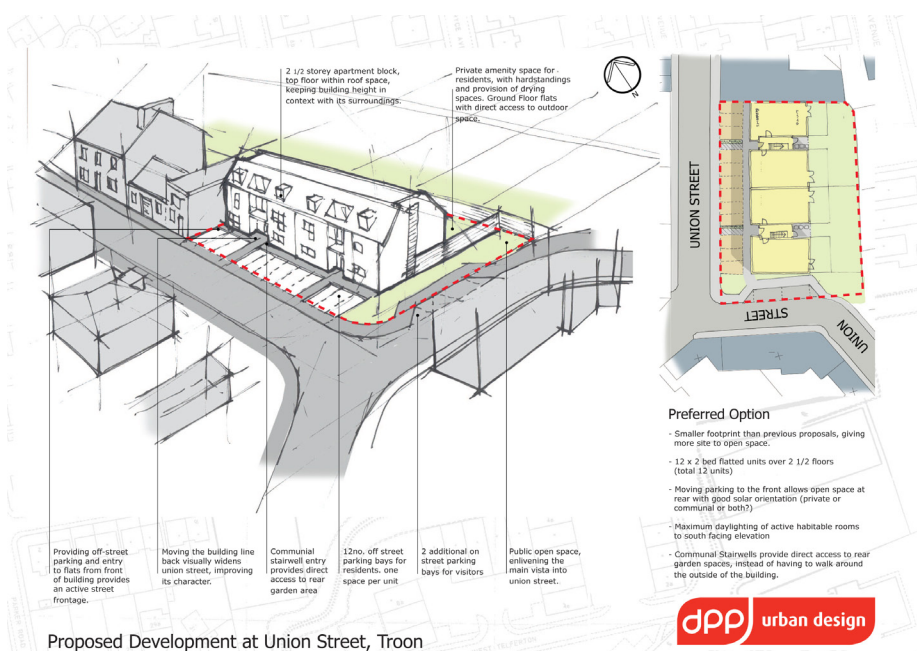 2 1/2 storey apartment block,
top floor within roof space,
keeping building height in
context with its surroundings.
Private amenity space for
residents, with hardstandings
and provision of drying
spaces. Ground Floor flats
with direct access to outdoor
space.
N
UNION STREET
STREET
UNION
Preferred Option
- Smaller footprint than previous proposals, giving
more site to open space.
- 12 x 2 bed flatted units over 2 1/2 floors
(total 12 units)
- Moving parking to the front allows open space at
rear with good solar orientation (private or
communal or both?)
- Maximum daylighting of active habitable rooms
to south facing elevation
- Communal Stairwells provide direct access to rear
garden spaces, instead of having to walk around
the outside of the building.
Providing off-street
parking and entry
to flats from front
of building provides
an active street
frontage.
Moving the building line
back visually widens
union street, improving
its character.
Communal
stairwell entry
provides direct
access to rear
garden area
12no. off street
parking bays for
residents. one
space per unit
2 additional on
street parking
bays for visitors
Public open space,
enlivening the
main vista into
union street.
dpp urban design
Proposed Development at Union Street, Troon